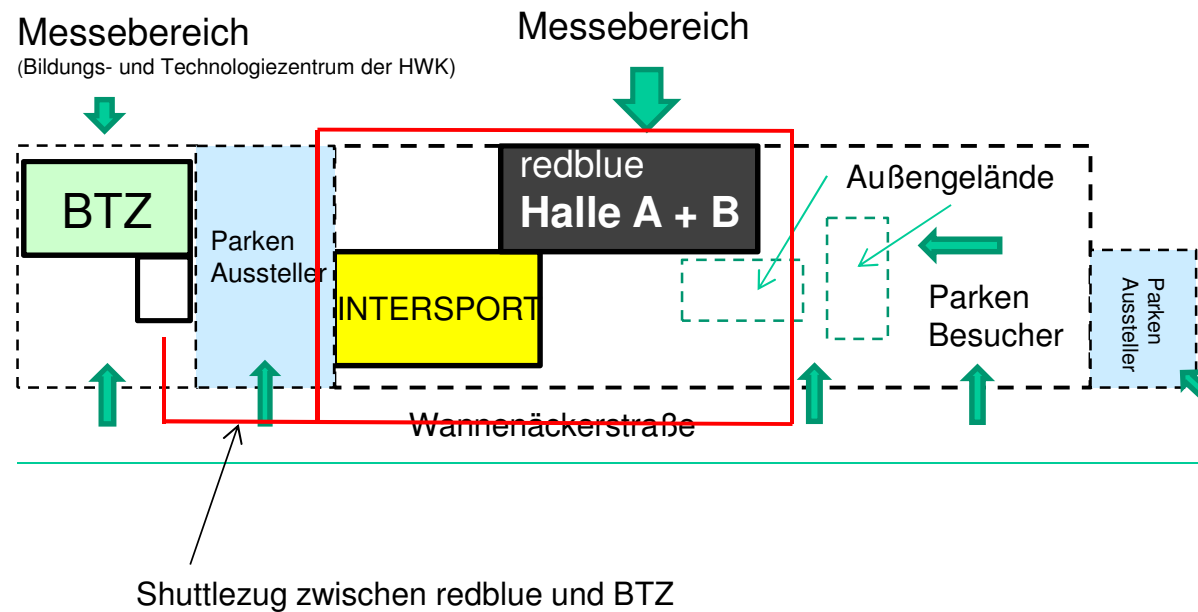 Messebereich
(Bildungs- und Technologiezentrum der HWK)
Messebereich
BTZ
Parken
Aussteller
redblue
Halle A + B
INTERSPORT
Außengelände
Parken
Besucher
Parken
Aussteller
Wannenäckerstraße
Shuttlezug zwischen redblue und BTZ